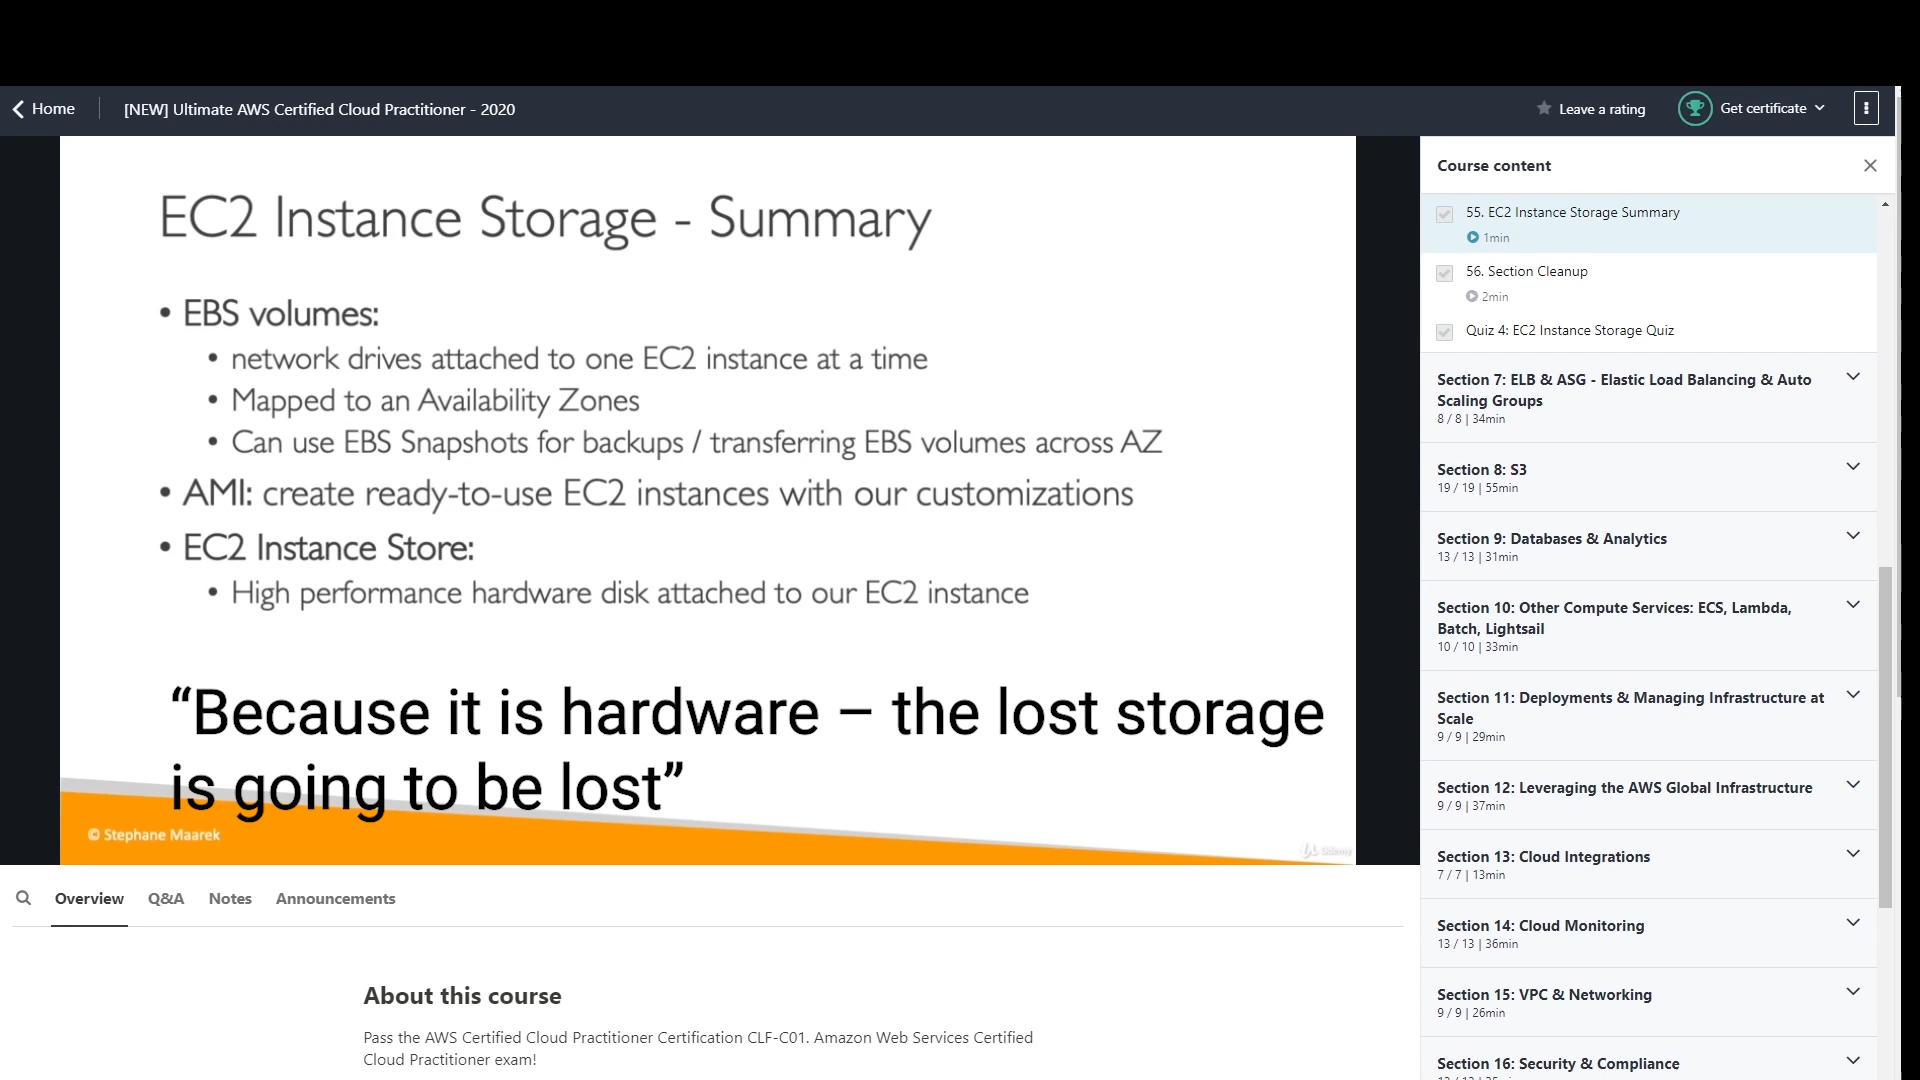 Home
[NEW] Ultimate AWS Certified Cloud Practitioner - 2020
Leave a rating
Get certificate
EC2 Instance Storage - Summary
• EBS volumes:
• network drives attached to one EC2 instance at a time
• Mapped to an Availability Zones
• Can use EBS Snapshots for backups / transferring EBS volumes across AZ
• AMI: create ready-to-use EC2 instances with our customizations
• EC2 Instance Store:
• High performance hardware disk attached to our EC2 instance
“Because it is hardware – the lost storage
is going to be lost”
© Stephane Maarek
Udemy
Overview
Q&A
Notes
Announcements
About this course
Pass the AWS Certified Cloud Practitioner Certification CLF-C01. Amazon Web Services Certified
Cloud Practitioner exam!
Course content
55. EC2 Instance Storage Summary
1min
56. Section Cleanup
2min
Quiz 4: EC2 Instance Storage Quiz
Section 7: ELB & ASG - Elastic Load Balancing & Auto
Scaling Groups
8 / 8 | 34min
Section 8: S3
19 / 19 | 55min
Section 9: Databases & Analytics
13 / 13 | 31min
Section 10: Other Compute Services: ECS, Lambda,
Batch, Lightsail
10 / 10 | 33min
Section 11: Deployments & Managing Infrastructure at
Scale
9 / 9 | 29min
Section 12: Leveraging the AWS Global Infrastructure
9 / 9 | 37min
Section 13: Cloud Integrations
7 / 7 | 13min
Section 14: Cloud Monitoring
13 / 13 | 36min
Section 15: VPC & Networking
9 / 9 | 26min
Section 16: Security & Compliance